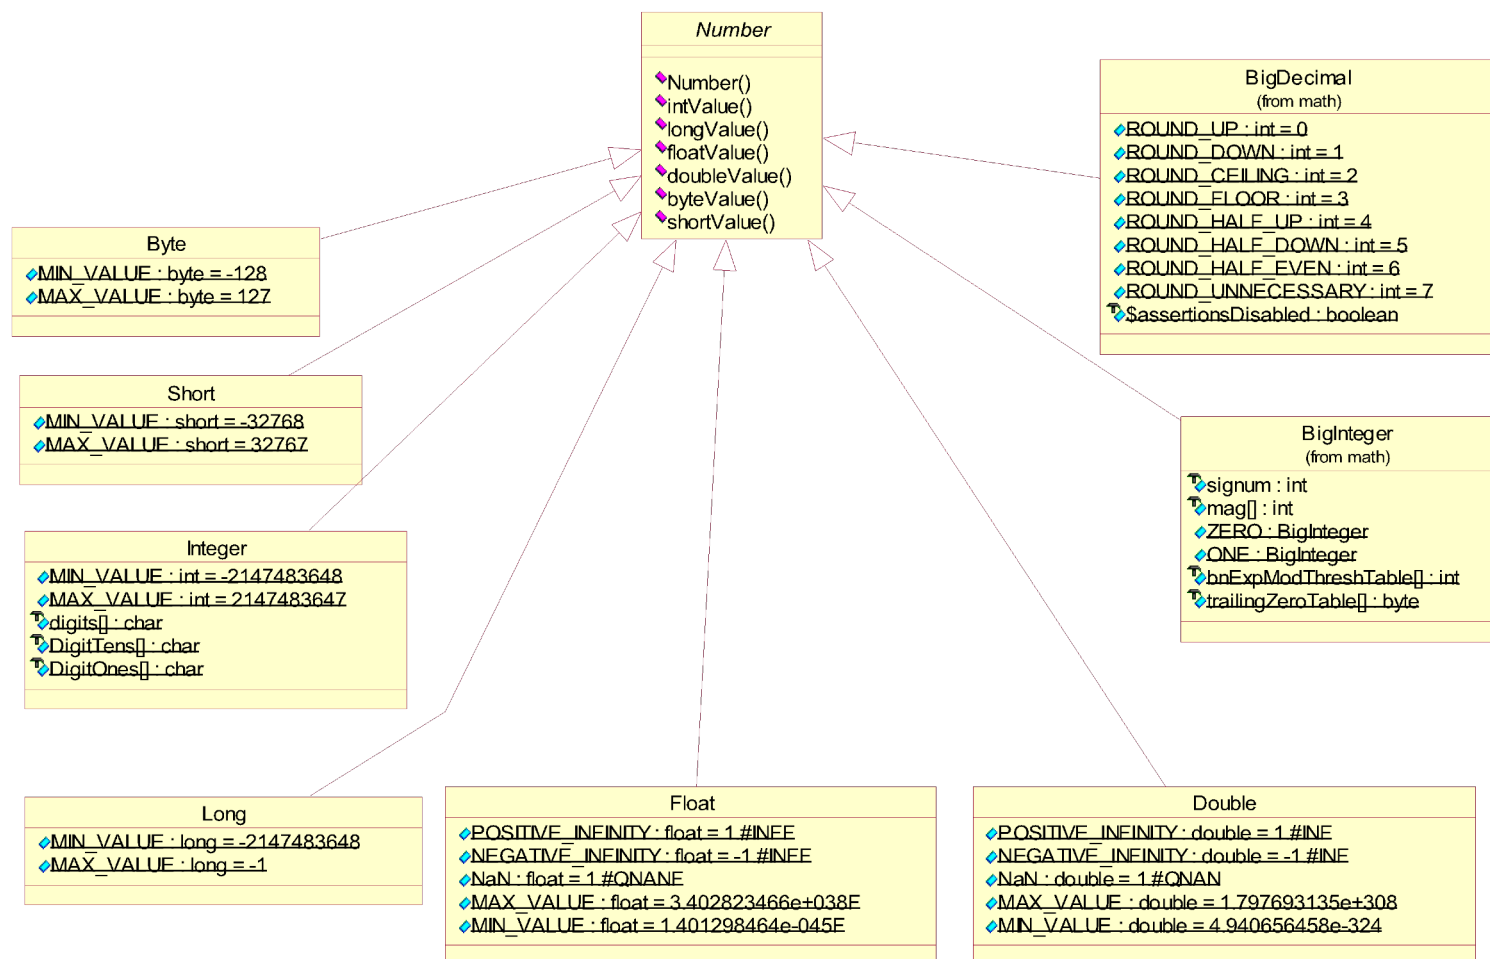 Number
Number()
intValue()
longValue()
floatValue()
doubleValue()
byteValue()
shortValue()
BigDecimal
(from math)
ROUND_UP : int = 0
ROUND_DOWN : int = 1
ROUND_CEILING : int = 2
ROUND_FLOOR : int = 3
ROUND_HALF_UP : int = 4
ROUND_HALF_DOWN : int = 5
ROUND_HALF_EVEN : int = 6
ROUND_UNNECESSARY : int = 7
$assertionsDisabled : boolean
Byte
MIN_VALUE : byte = -128
MAX_VALUE : byte = 127
Short
MIN_VALUE : short = -32768
MAX_VALUE : short = 32767
BigInteger
(from math)
signum : int
mag[] : int
ZERO : BigInteger
ONE : BigInteger
bnExpModThreshTable[] : int
trailingZeroTable[] : byte
Integer
MIN_VALUE : int = -2147483648
MAX_VALUE : int = 2147483647
digits[] : char
DigitTens[] : char
DigitOnes[] : char
Long
MIN_VALUE : long = -2147483648
MAX_VALUE : long = -1
Float
POSITIVE_INFINITY : float = 1.#INFF
NEGATIVE_INFINITY : float = -1.#INFF
NaN : float = 1.#QNANF
MAX_VALUE : float = 3.402823466e+038F
MIN_VALUE : float = 1.401298464e-045F
Double
POSITIVE_INFINITY : double = 1.#INF
NEGATIVE_INFINITY : double = -1.#INF
NaN : double = 1.#QNAN
MAX_VALUE : double = 1.797693135e+308
MIN_VALUE : double = 4.940656458e-324